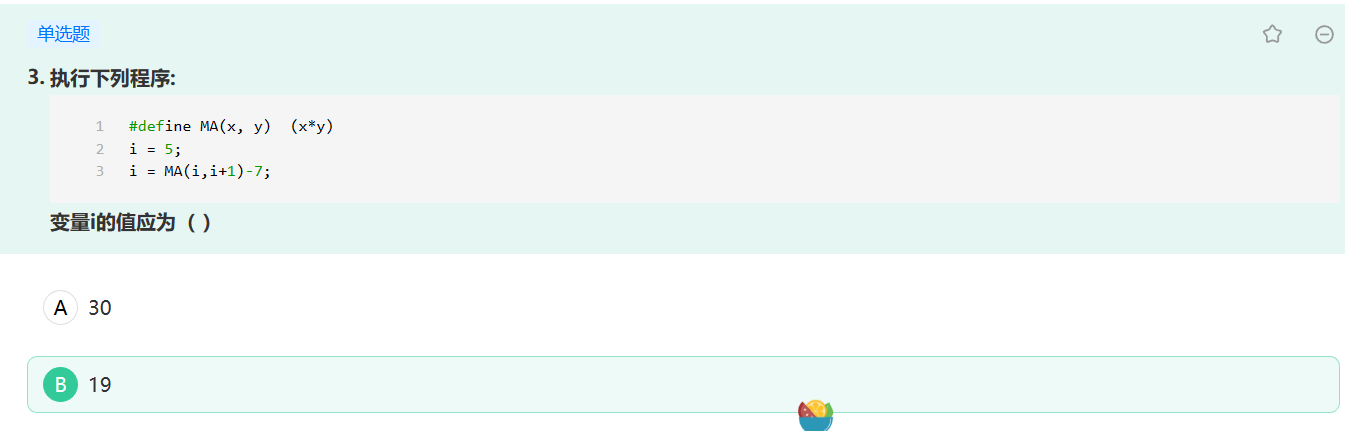 单选题
3. 执行下列程序:
1 #define MA(x, y)  (x*y)
2 i = 5;
3 i = MA(i,i+1)-7;
变量i的值应为（ ）
A 30
B 19